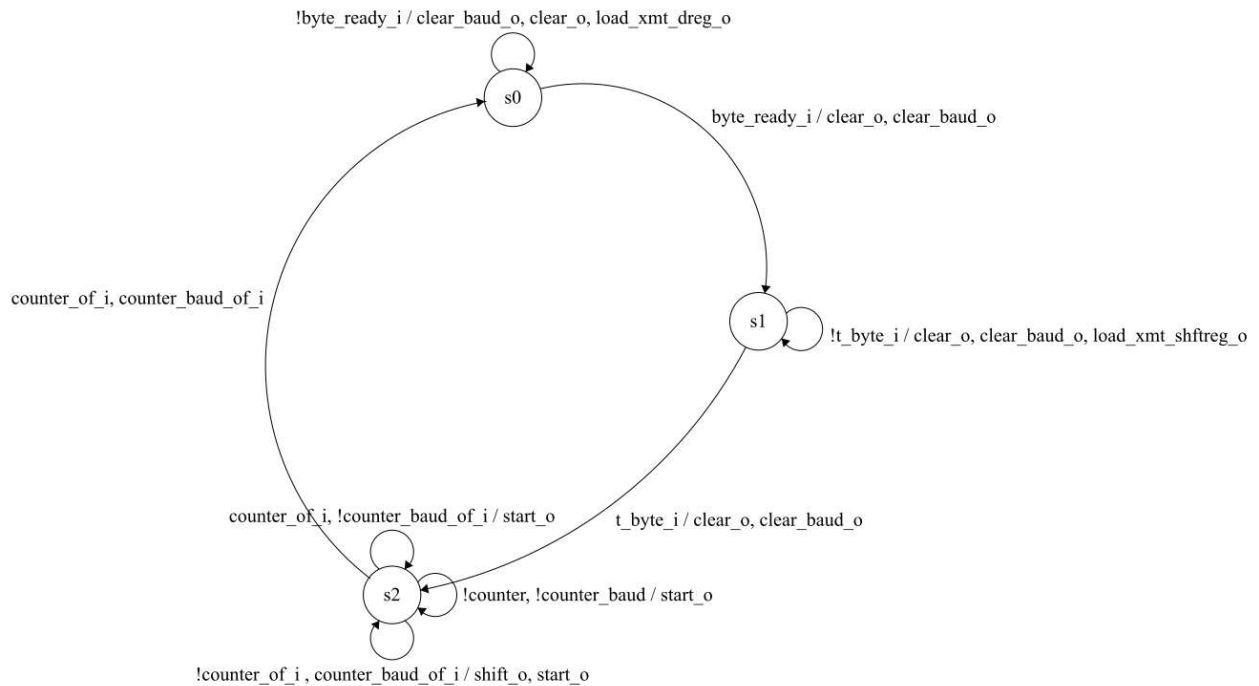 !byte_ready_i / clear_baud_o, clear_o, load_xmt_dreg_o
s0
byte_ready_i / clear_o, clear_baud_o
counter_of_i, counter_baud_of_i
s1
!t_byte_i / clear_o, clear_baud_o, load_xmt_shftreg_o
counter_of_i, !counter_baud_of_i / start_o
t_byte_i / clear_o, clear_baud_o
s2
!counter, !counter_baud / start_o
!counter_of_i , counter_baud_of_i / shift_o, start_o